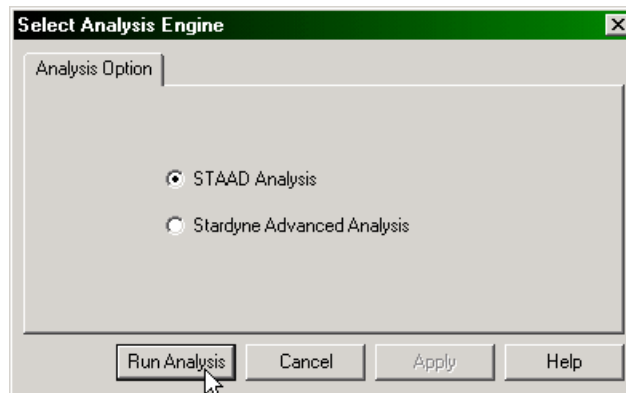 Select Analysis Engine
Analysis Option
STAAD Analysis
Stardyne Advanced Analysis
Run Analysis Cancel Apply Help